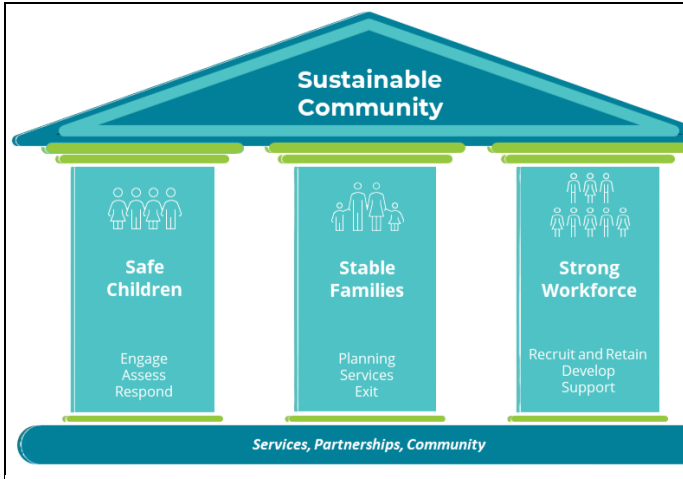 Sustainable
Community
Safe
Children
Engage
Assess
Respond
Stable
Families
Planning
Services
Exit
Strong
Workforce
Recruit and Retain
Develop
Support
Services, Partnerships, Community